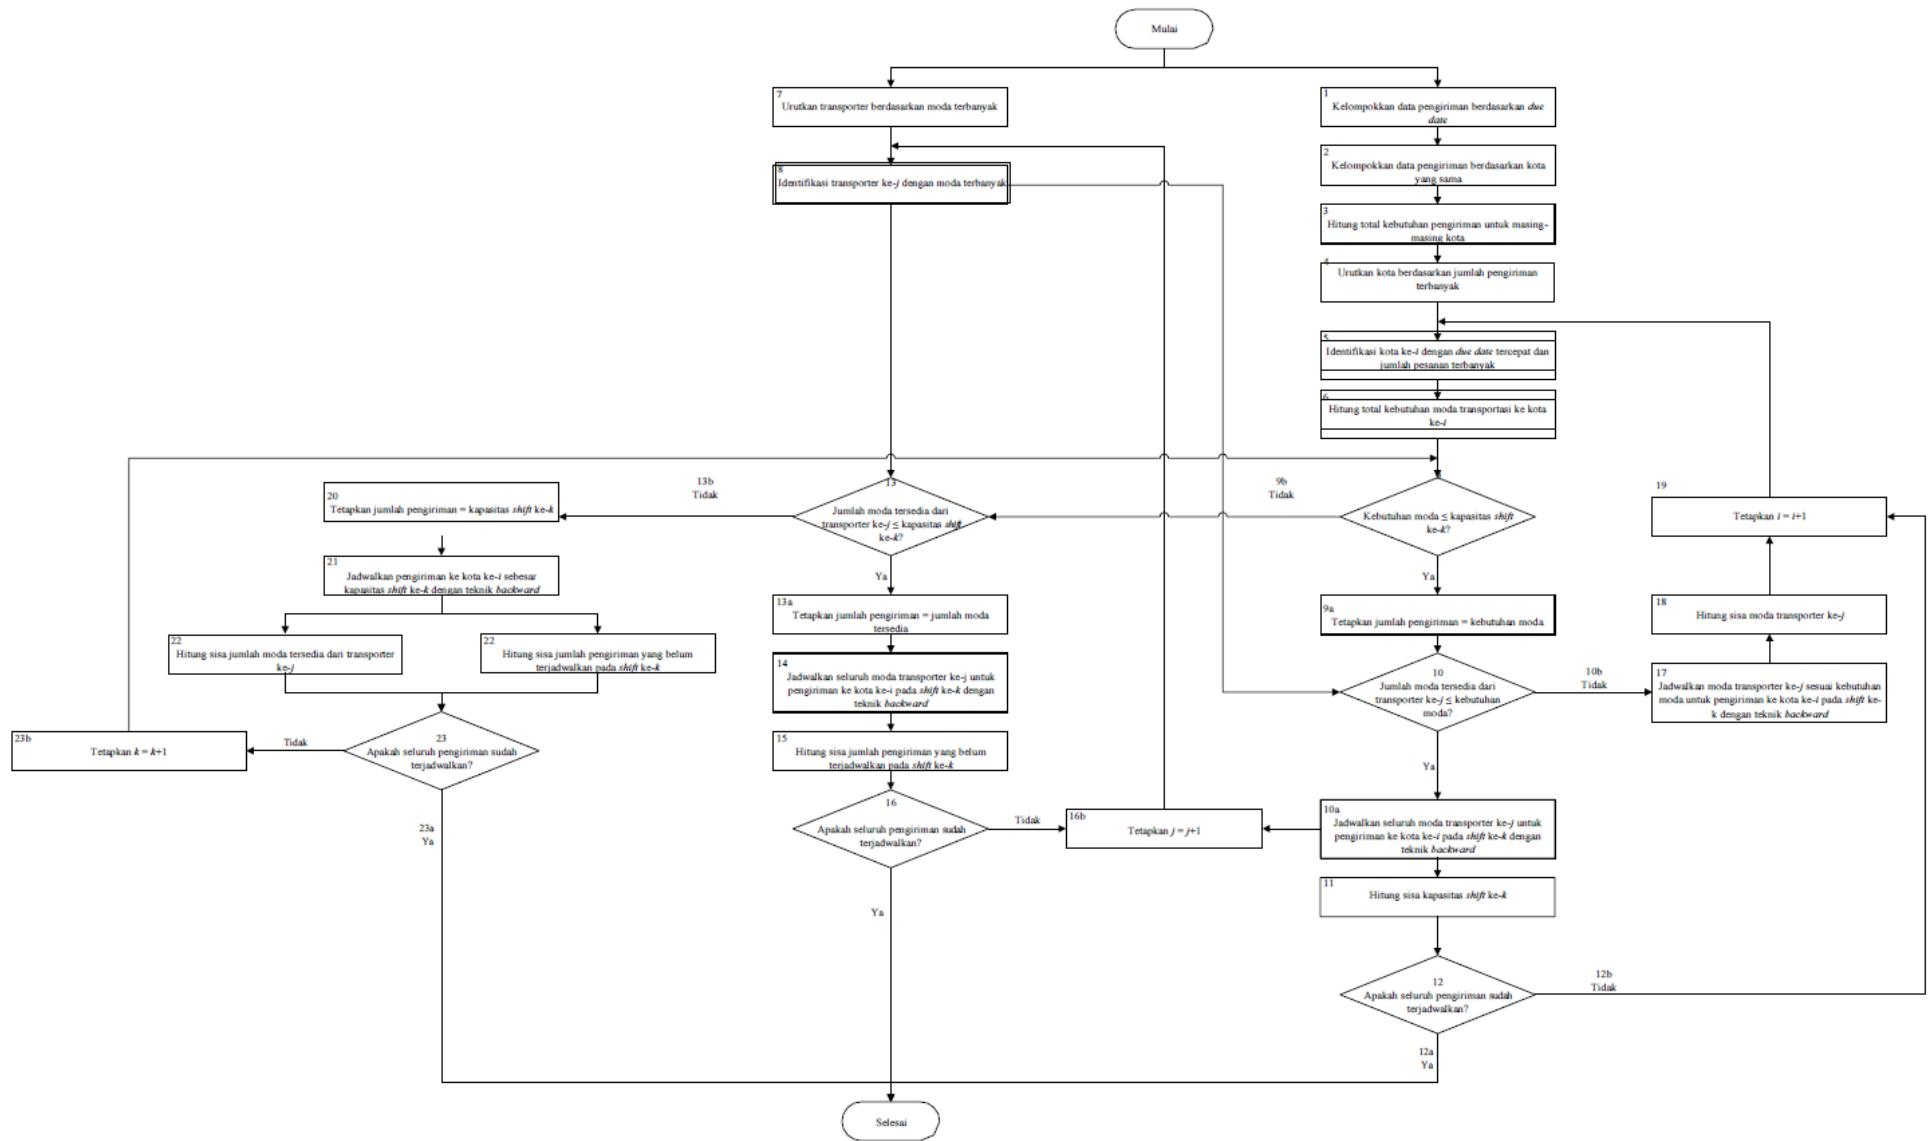 Mulai
7
Urutkan transporter berdasarkan moda terbanyak
1
Kelompokkan data pengiriman berdasarkan due
date
2
Kelompokkan data pengiriman berdasarkan kota
yang sama
8
Identifikasi transporter ke-j dengan moda terbanyak
3
Hitung total kebutuhan pengiriman untuk masing-
masing kota
4
Urutkan kota berdasarkan jumlah pengiriman
terbanyak
5
Identifikasi kota ke-i dengan due date tercepat dan
jumlah pesanan terbanyak
6
Hitung total kebutuhan moda transportasi ke kota
ke-i
13b
Tidak
13
Jumlah moda tersedia dari
transporter ke-j ≤ kapasitas shift
ke-k?
9b
Tidak
Kebutuhan moda ≤ kapasitas shift
ke-k?
19
Tetapkan i = i+1
20
Tetapkan jumlah pengiriman = kapasitas shift ke-k
21
Jadwalkan pengiriman ke kota ke-i sebesar
kapasitas shift ke-k dengan teknik backward
Ya
Ya
13a
Tetapkan jumlah pengiriman = jumlah moda
tersedia
9a
Tetapkan jumlah pengiriman = kebutuhan moda
18
Hitung sisa moda transporter ke-j
22
Hitung sisa jumlah moda tersedia dari transporter
ke-j
22
Hitung sisa jumlah pengiriman yang belum
terjadwalkan pada shift ke-k
14
Jadwalkan seluruh moda transporter ke-j untuk
pengiriman ke kota ke-i pada shift ke-k dengan
teknik backward
10
Jumlah moda tersedia dari
transporter ke-j ≤ kebutuhan
moda?
10b
Tidak
17
Jadwalkan moda transporter ke-j sesuai kebutuhan
moda untuk pengiriman ke kota ke-i pada shift ke-
k dengan teknik backward
23b
Tetapkan k = k+1
Tidak
23
Apakah seluruh pengiriman sudah
terjadwalkan?
15
Hitung sisa jumlah pengiriman yang belum
terjadwalkan pada shift ke-k
Ya
16
Apakah seluruh pengiriman sudah
terjadwalkan?
Tidak
16b
Tetapkan j = j+1
10a
Jadwalkan seluruh moda transporter ke-j untuk
pengiriman ke kota ke-i pada shift ke-k dengan
teknik backward
23a
Ya
11
Hitung sisa kapasitas shift ke-k
Ya
12
Apakah seluruh pengiriman sudah
terjadwalkan?
12b
Tidak
12a
Ya
Selesai